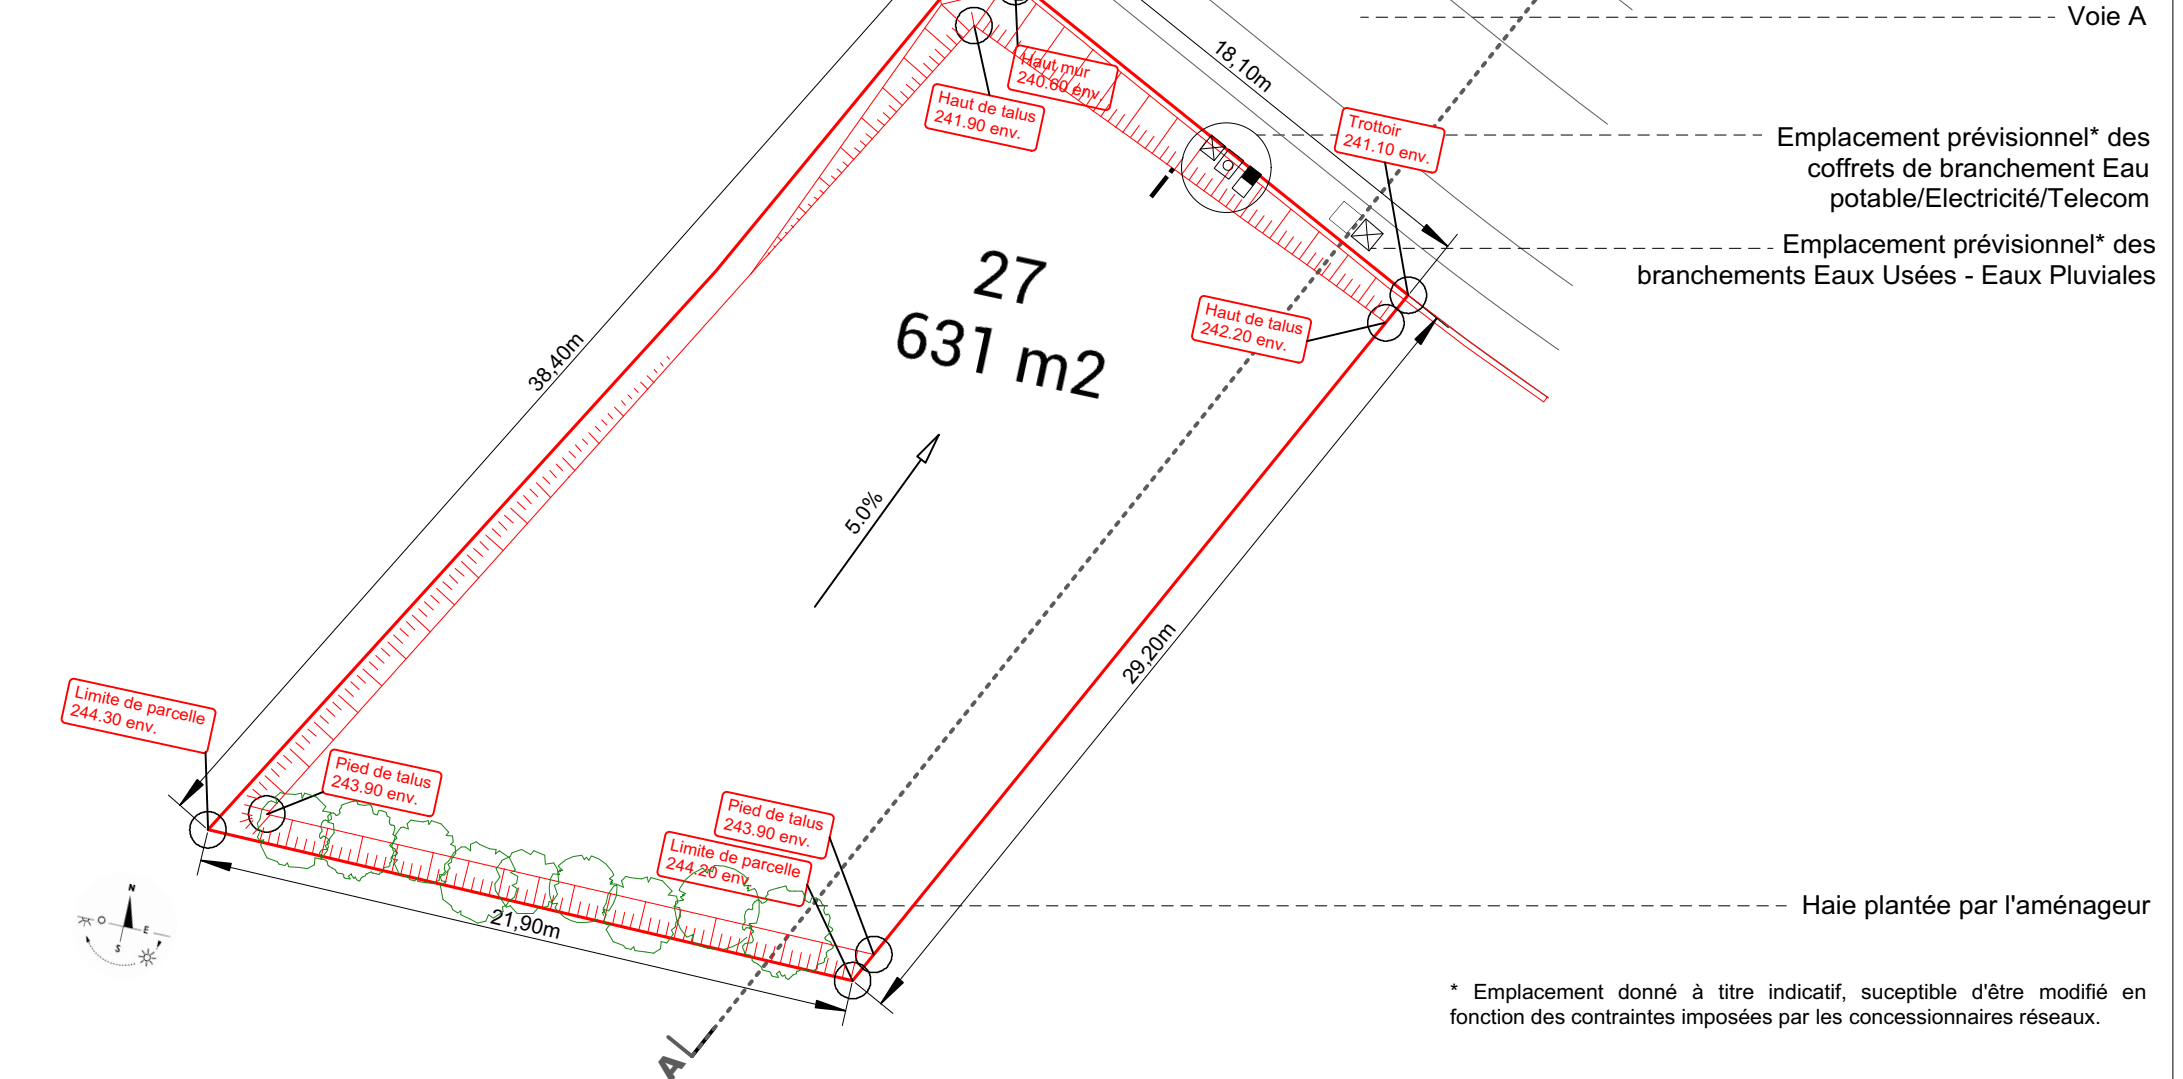 Voie A
18,10m
Haut mur
240.60 env.
Haut de talus
241.90 env.
Trottoir
241.10 env.
Emplacement prévisionnel* des
coffrets de branchement Eau
potable/Electricité/Telecom
Emplacement prévisionnel* des
branchements Eaux Usées - Eaux Pluviales
27
631 m2
Haut de talus
242.20 env.
38,40m
5.0%
29,20m
Limite de parcelle
244.30 env.
Pied de talus
243.90 env.
Pied de talus
243.90 env.
Limite de parcelle
244.20 env.
Haie plantée par l'aménageur
21,90m
N
O
E
S
* Emplacement donné à titre indicatif, suceptible d'être modifié en
fonction des contraintes imposées par les concessionnaires réseaux.
A